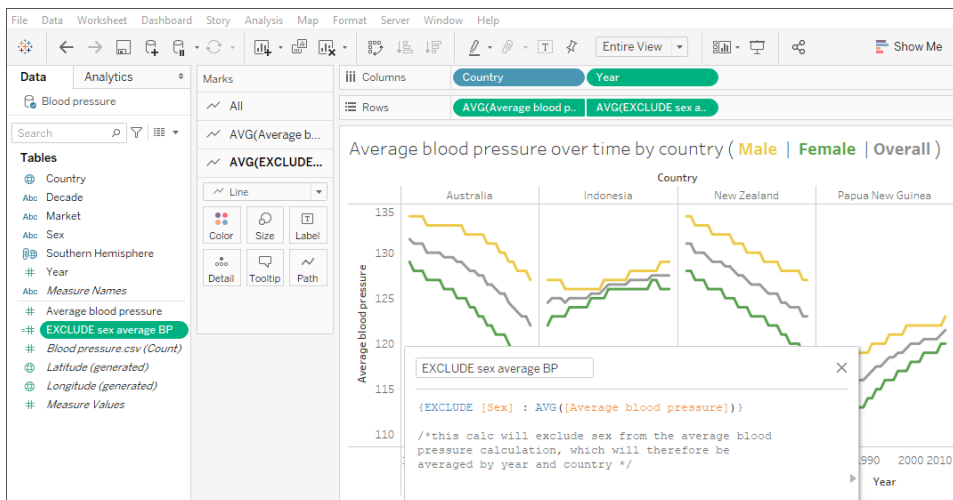 File Data Worksheet Dashboard Story Analysis Map Format Server Window Help
Entire View
Show Me
Data Analytics
Blood pressure
Search
Tables
Country
Abc Decade
Abc Market
Abc Sex
Southern Hemisphere
# Year
Abc Measure Names
# Average blood pressure
=# EXCLUDE sex average BP
# Blood pressure.csv (Count)
Latitude (generated)
Longitude (generated)
# Measure Values
Marks
All
AVG(Average b...
AVG(EXCLUDE...
Line
Color Size Label
Detail Tooltip Path
iii Columns Country Year
Rows AVG(Average blood p.. AVG(EXCLUDE sex a..
Average blood pressure over time by country ( Male | Female | Overall )
Country
Australia Indonesia New Zealand Papua New Guinea
Average blood pressure
135
130
125
120
115
110
EXCLUDE sex average BP
{EXCLUDE [Sex] : AVG([Average blood pressure])}
/*this calc will exclude sex from the average blood
pressure calculation, which will therefore be
averaged by year and country */
990 2000 2010
Year